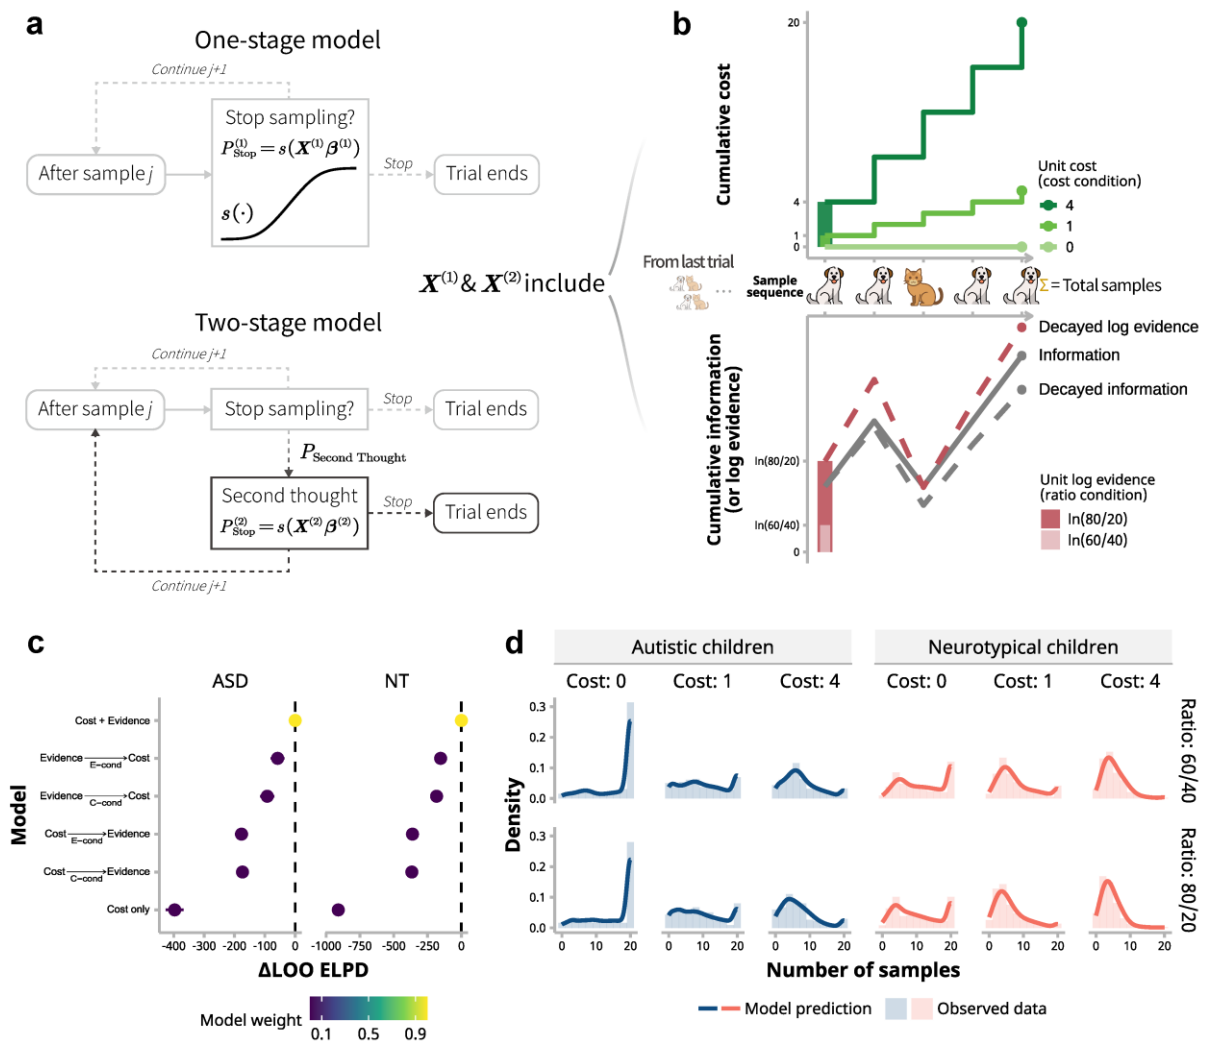 a
One-stage model
Continue j+1
Stop sampling?
P_Stop^(1) = s(X^(1)β^(1))
s(·)
After sample j
Stop
Trial ends
X^(1) & X^(2) include
Two-stage model
Continue j+1
After sample j
Stop sampling?
Stop
Trial ends
P_Second Thought
Second thought
P_Stop^(2) = s(X^(2)β^(2))
Stop
Trial ends
Continue j+1
b
Cumulative cost
20
4
1
0
Unit cost
(cost condition)
4
1
0
From last trial
...
Sample
sequence
Σ = Total samples
Cumulative information
(or log evidence)
ln(80/20)
ln(60/40)
0
Decayed log evidence
Information
Decayed information
Unit log evidence
(ratio condition)
ln(80/20)
ln(60/40)
c
ASD NT
Model
Cost + Evidence
Evidence ⟶ Cost
E-cond
Evidence ⟶ Cost
C-cond
Cost ⟶ Evidence
E-cond
Cost ⟶ Evidence
C-cond
Cost only
-400 -300 -200 -100 0 -1000 -750 -500 -250 0
ΔLOO ELPD
Model weight
0.1 0.5 0.9
d
Autistic children Neurotypical children
Cost: 0 Cost: 1 Cost: 4 Cost: 0 Cost: 1 Cost: 4
Density
0.3
0.2
0.1
0.0
Ratio: 60/40
0.3
0.2
0.1
0.0
Ratio: 80/20
0 10 20 0 10 20 0 10 20 0 10 20 0 10 20 0 10 20
Number of samples
Model prediction Observed data